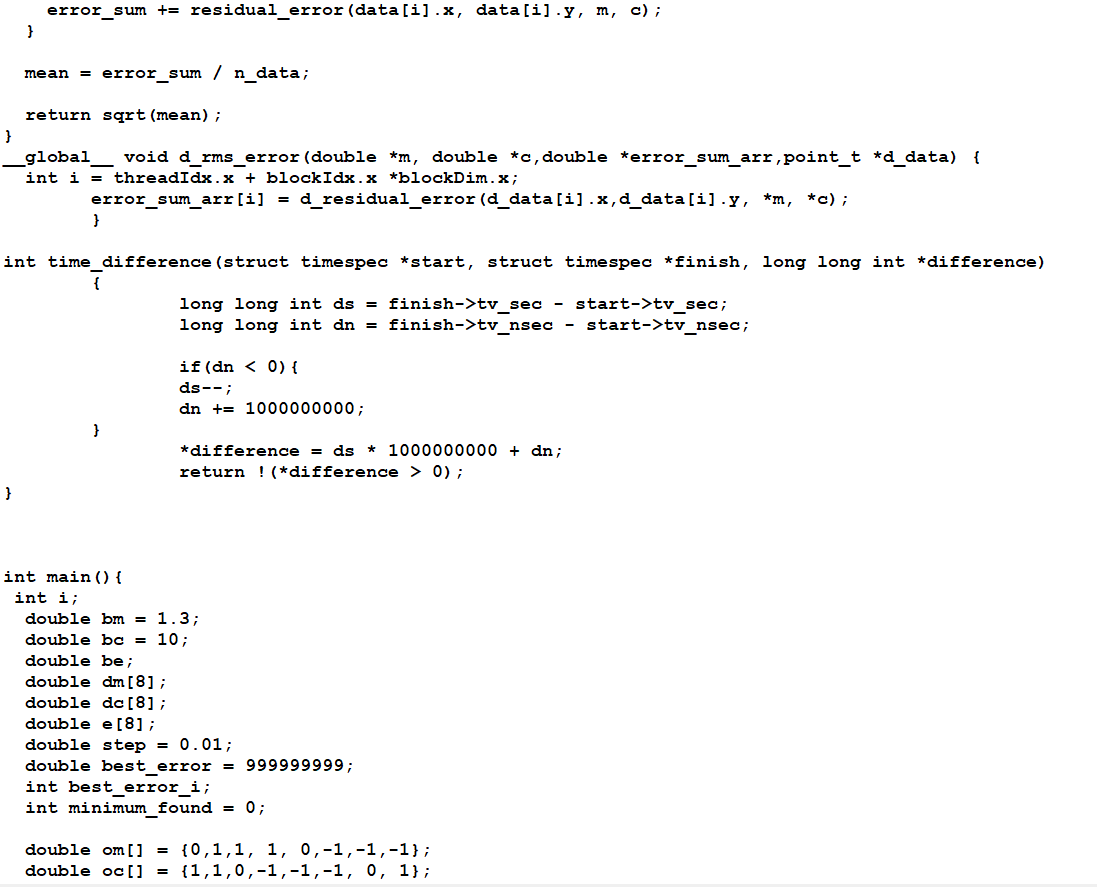 error_sum += residual_error(data[i].x, data[i].y, m, c);
}
mean = error_sum / n_data;
return sqrt(mean);
}
__global__ void d_rms_error(double *m, double *c,double *error_sum_arr,point_t *d_data) {
int i = threadIdx.x + blockIdx.x *blockDim.x;
error_sum_arr[i] = d_residual_error(d_data[i].x,d_data[i].y, *m, *c);
}
int time_difference(struct timespec *start, struct timespec *finish, long long int *difference)
{
long long int ds = finish->tv_sec - start->tv_sec;
long long int dn = finish->tv_nsec - start->tv_nsec;
if(dn < 0){
ds--;
dn += 1000000000;
}
*difference = ds * 1000000000 + dn;
return !(*difference > 0);
}
int main(){
int i;
double bm = 1.3;
double bc = 10;
double be;
double dm[8];
double dc[8];
double e[8];
double step = 0.01;
double best_error = 999999999;
int best_error_i;
int minimum_found = 0;
double om[] = {0,1,1, 1, 0,-1,-1,-1};
double oc[] = {1,1,0,-1,-1,-1, 0, 1};